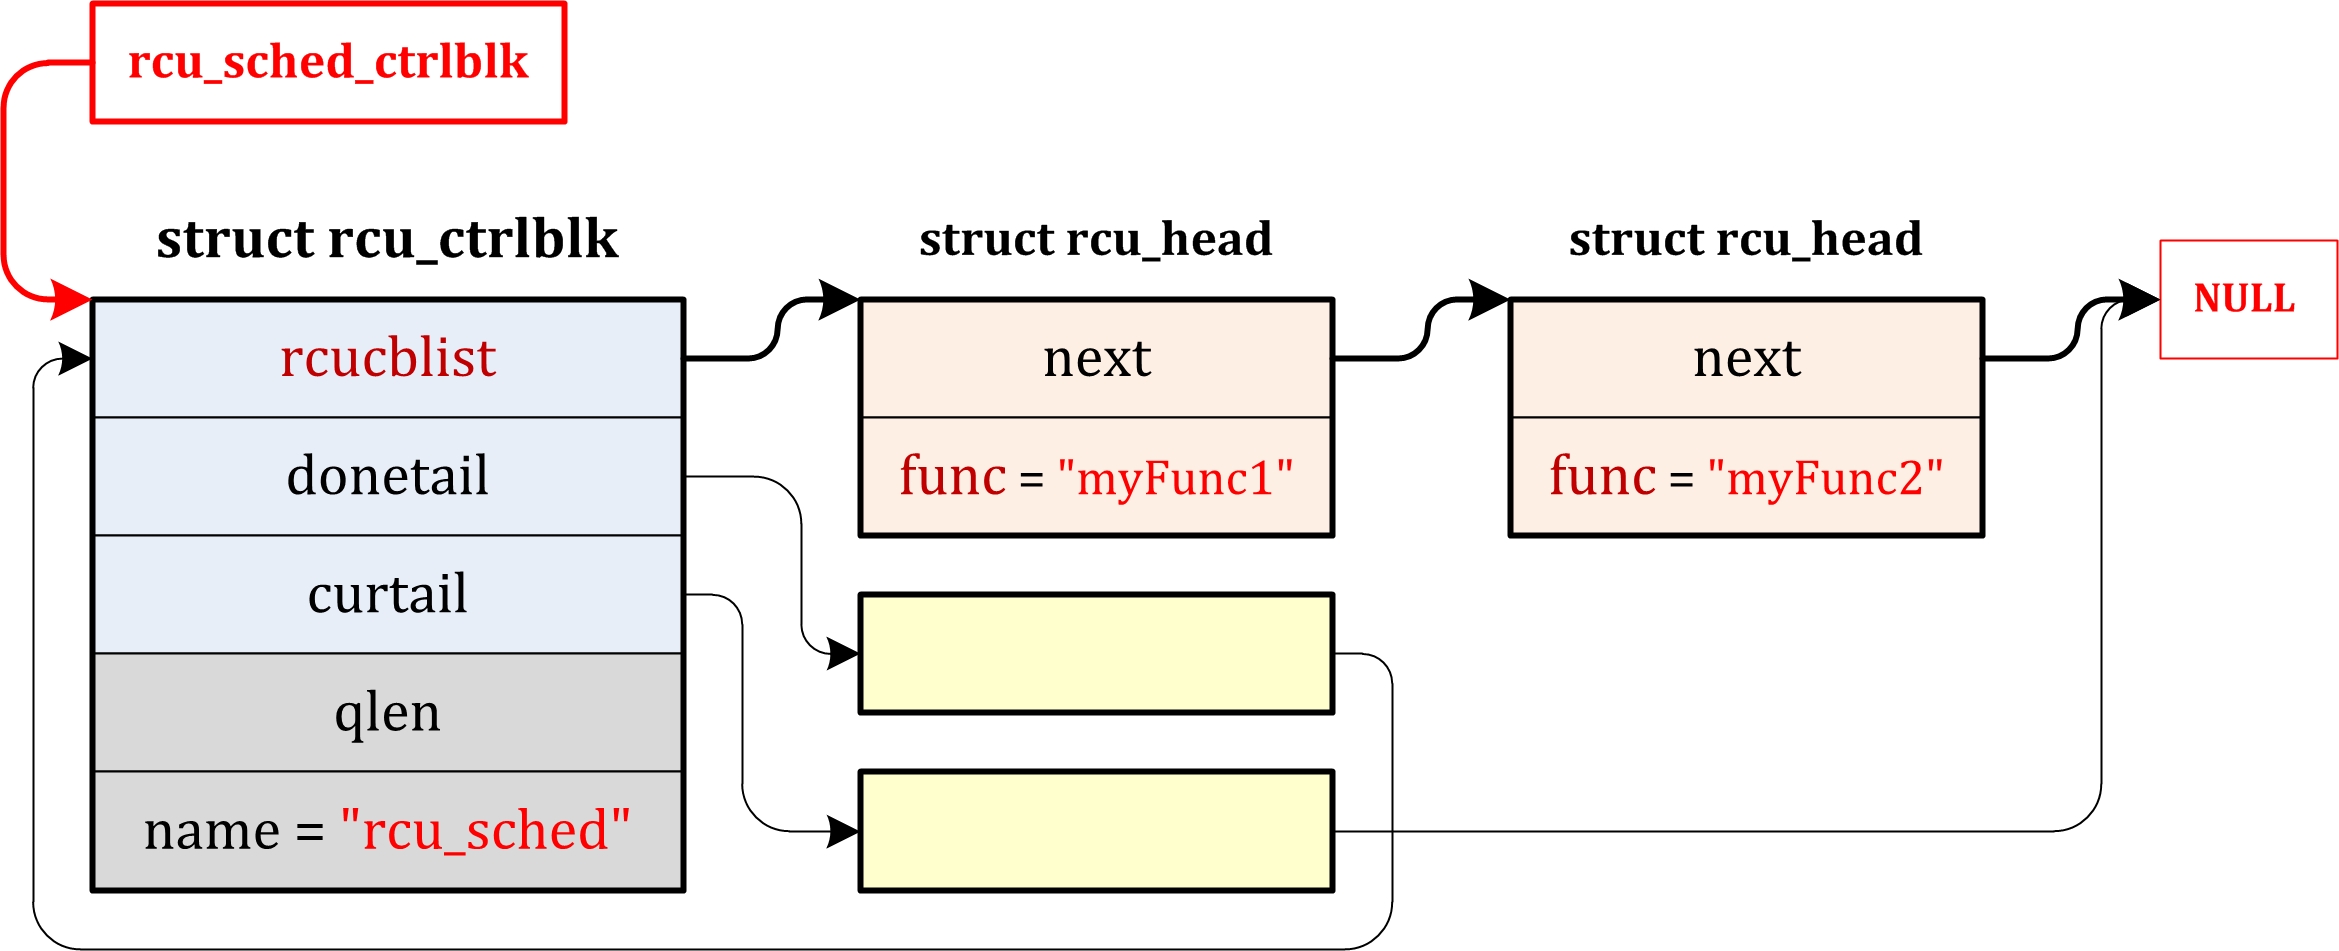 rcu_sched_ctrlblk
struct rcu_ctrlblk
struct rcu_head
struct rcu_head
NULL
rcucblist
next
next
donetail
func = "myFunc1"
func = "myFunc2"
curtail
qlen
name = "rcu_sched"